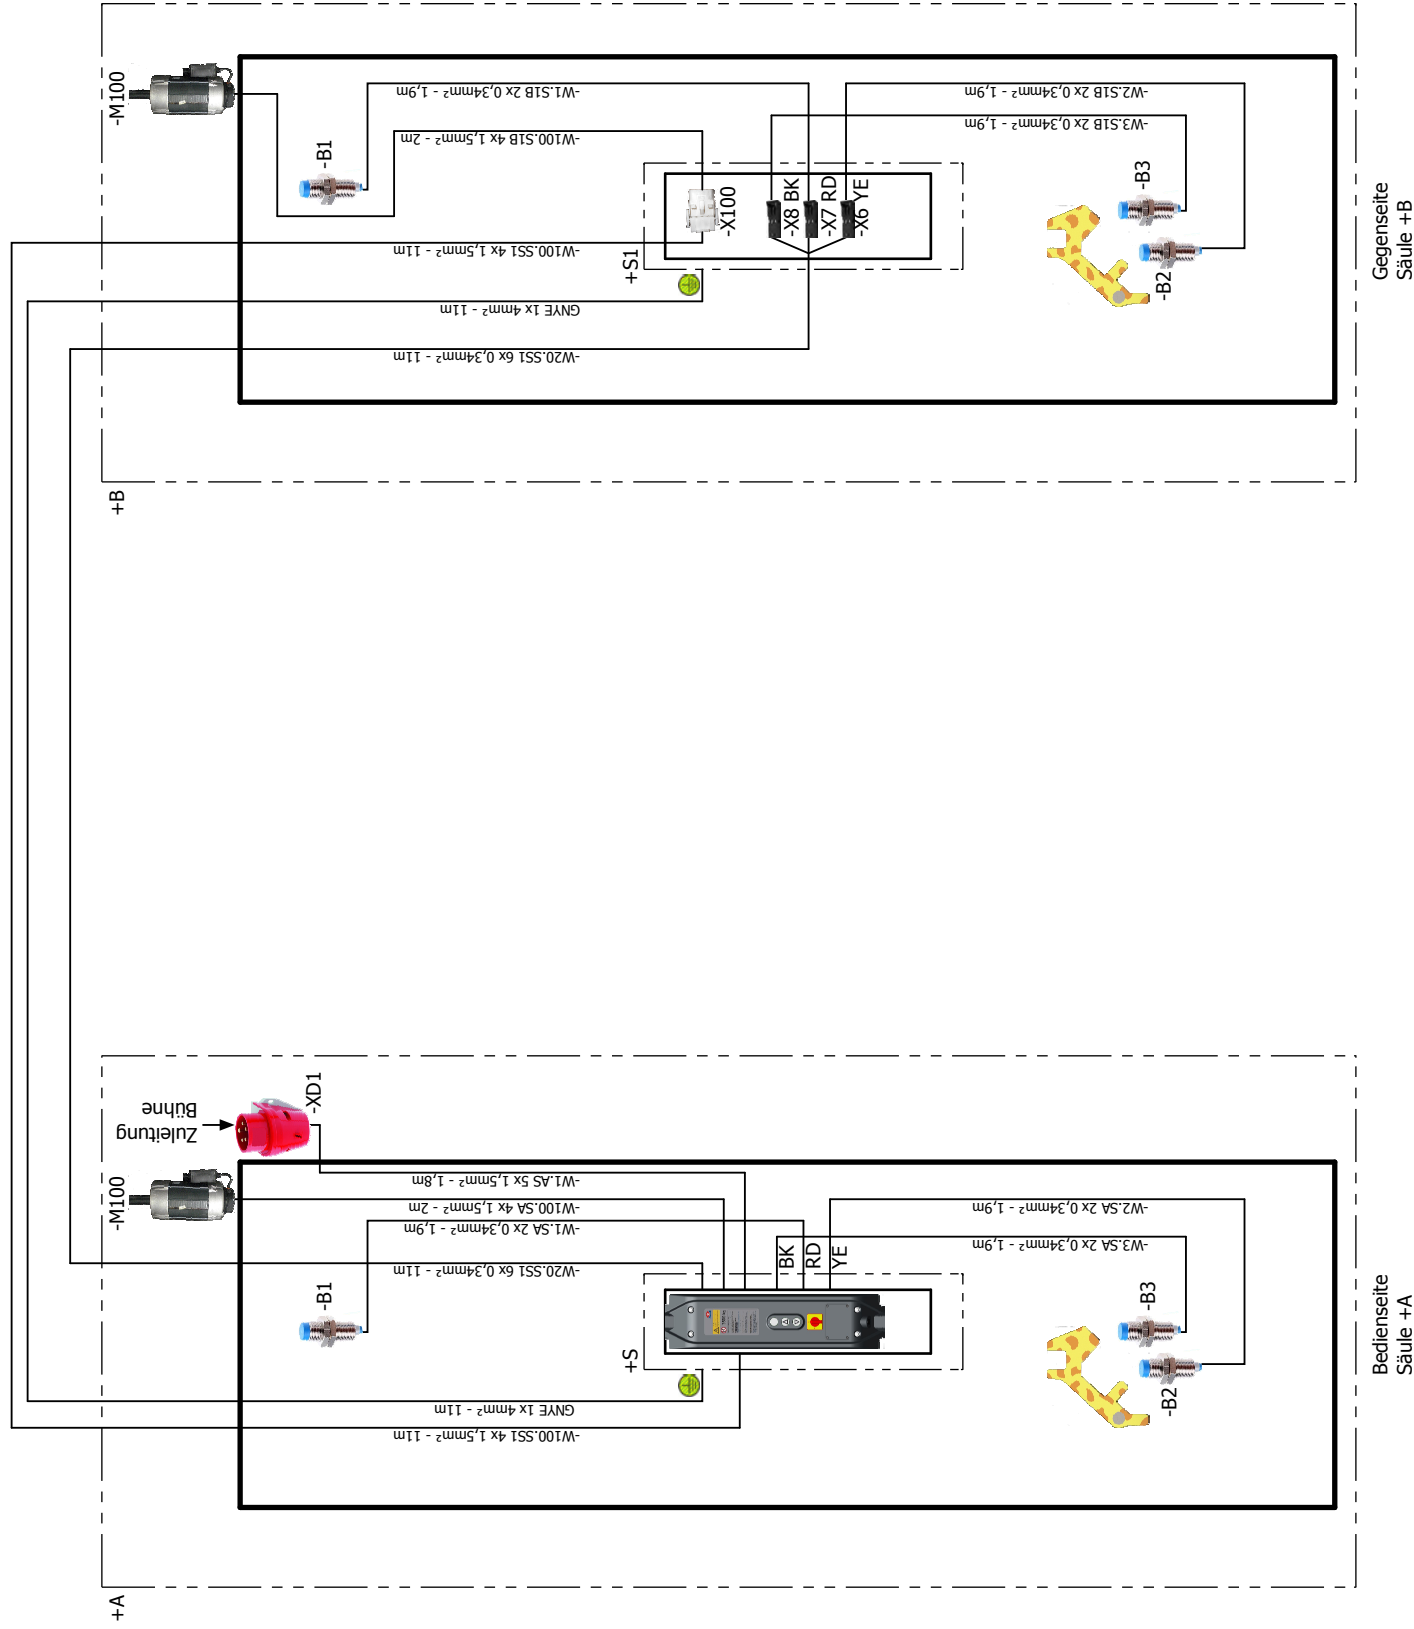 -M100
-W1.S1B 2x 0,34mm² - 1,9m
-W2.S1B 2x 0,34mm² - 1,9m
-W100.S1B 4x 1,5mm² - 2m
-W3.S1B 2x 0,34mm² - 1,9m
-B1
-X100
-X8 BK
-X7 RD
-X6 YE
-B3
-B2
-W100.SS1 4x 1,5mm² - 11m
+S1
GNYE 1x 4mm² - 11m
-W20.SS1 6x 0,34mm² - 11m
+B
Gegenseite
Säule +B
Zuleitung
Bühne
-XD1
-M100
-W1.AS 5x 1,5mm² - 1,8m
-W100.SA 4x 1,5mm² - 2m
-W1.SA 2x 0,34mm² - 1,9m
-W2.SA 2x 0,34mm² - 1,9m
-W3.SA 2x 0,34mm² - 1,9m
BK
RD
YE
-W20.SS1 6x 0,34mm² - 11m
-B1
-B3
-B2
+S
GNYE 1x 4mm² - 11m
-W100.SS1 4x 1,5mm² - 11m
+A
Bedienseite
Säule +A